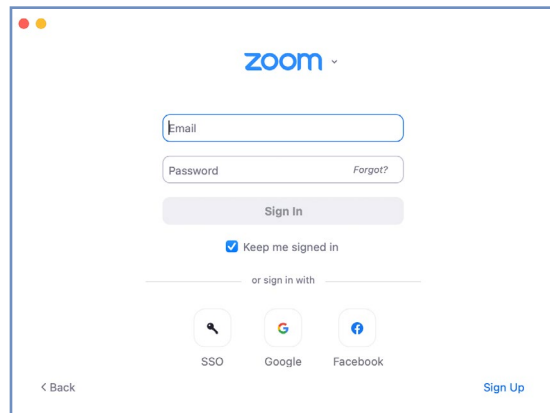 zoom
Email
Password Forgot?
Sign In
Keep me signed in
or sign in with
SSO Google Facebook
< Back Sign Up